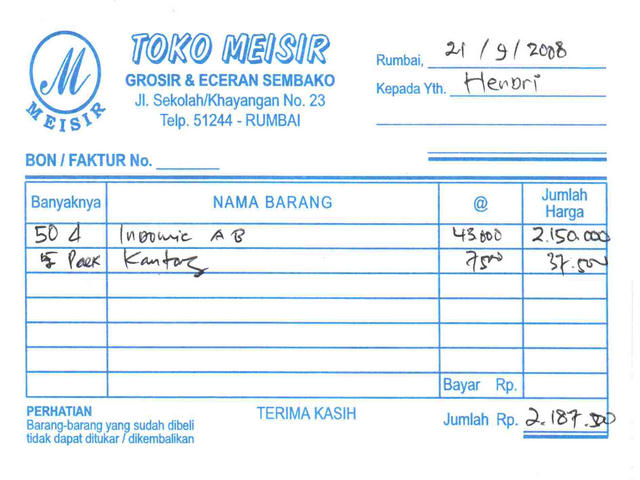 M
MEISIR
TOKO MEISIR
GROSIR & ECERAN SEMBAKO
Jl. Sekolah/Khayangan No. 23
Telp. 51244 - RUMBAI
Rumbai, 21 / 9 / 2008
Kepada Yth. Hendri
BON / FAKTUR No.
Banyaknya NAMA BARANG @ Jumlah Harga
50 d Indomie AB 43000 2.150.000
5 Pack Kantong 7500 37.500
Bayar Rp.
PERHATIAN
Barang-barang yang sudah dibeli
tidak dapat ditukar / dikembalikan
TERIMA KASIH
Jumlah Rp. 2.187.500